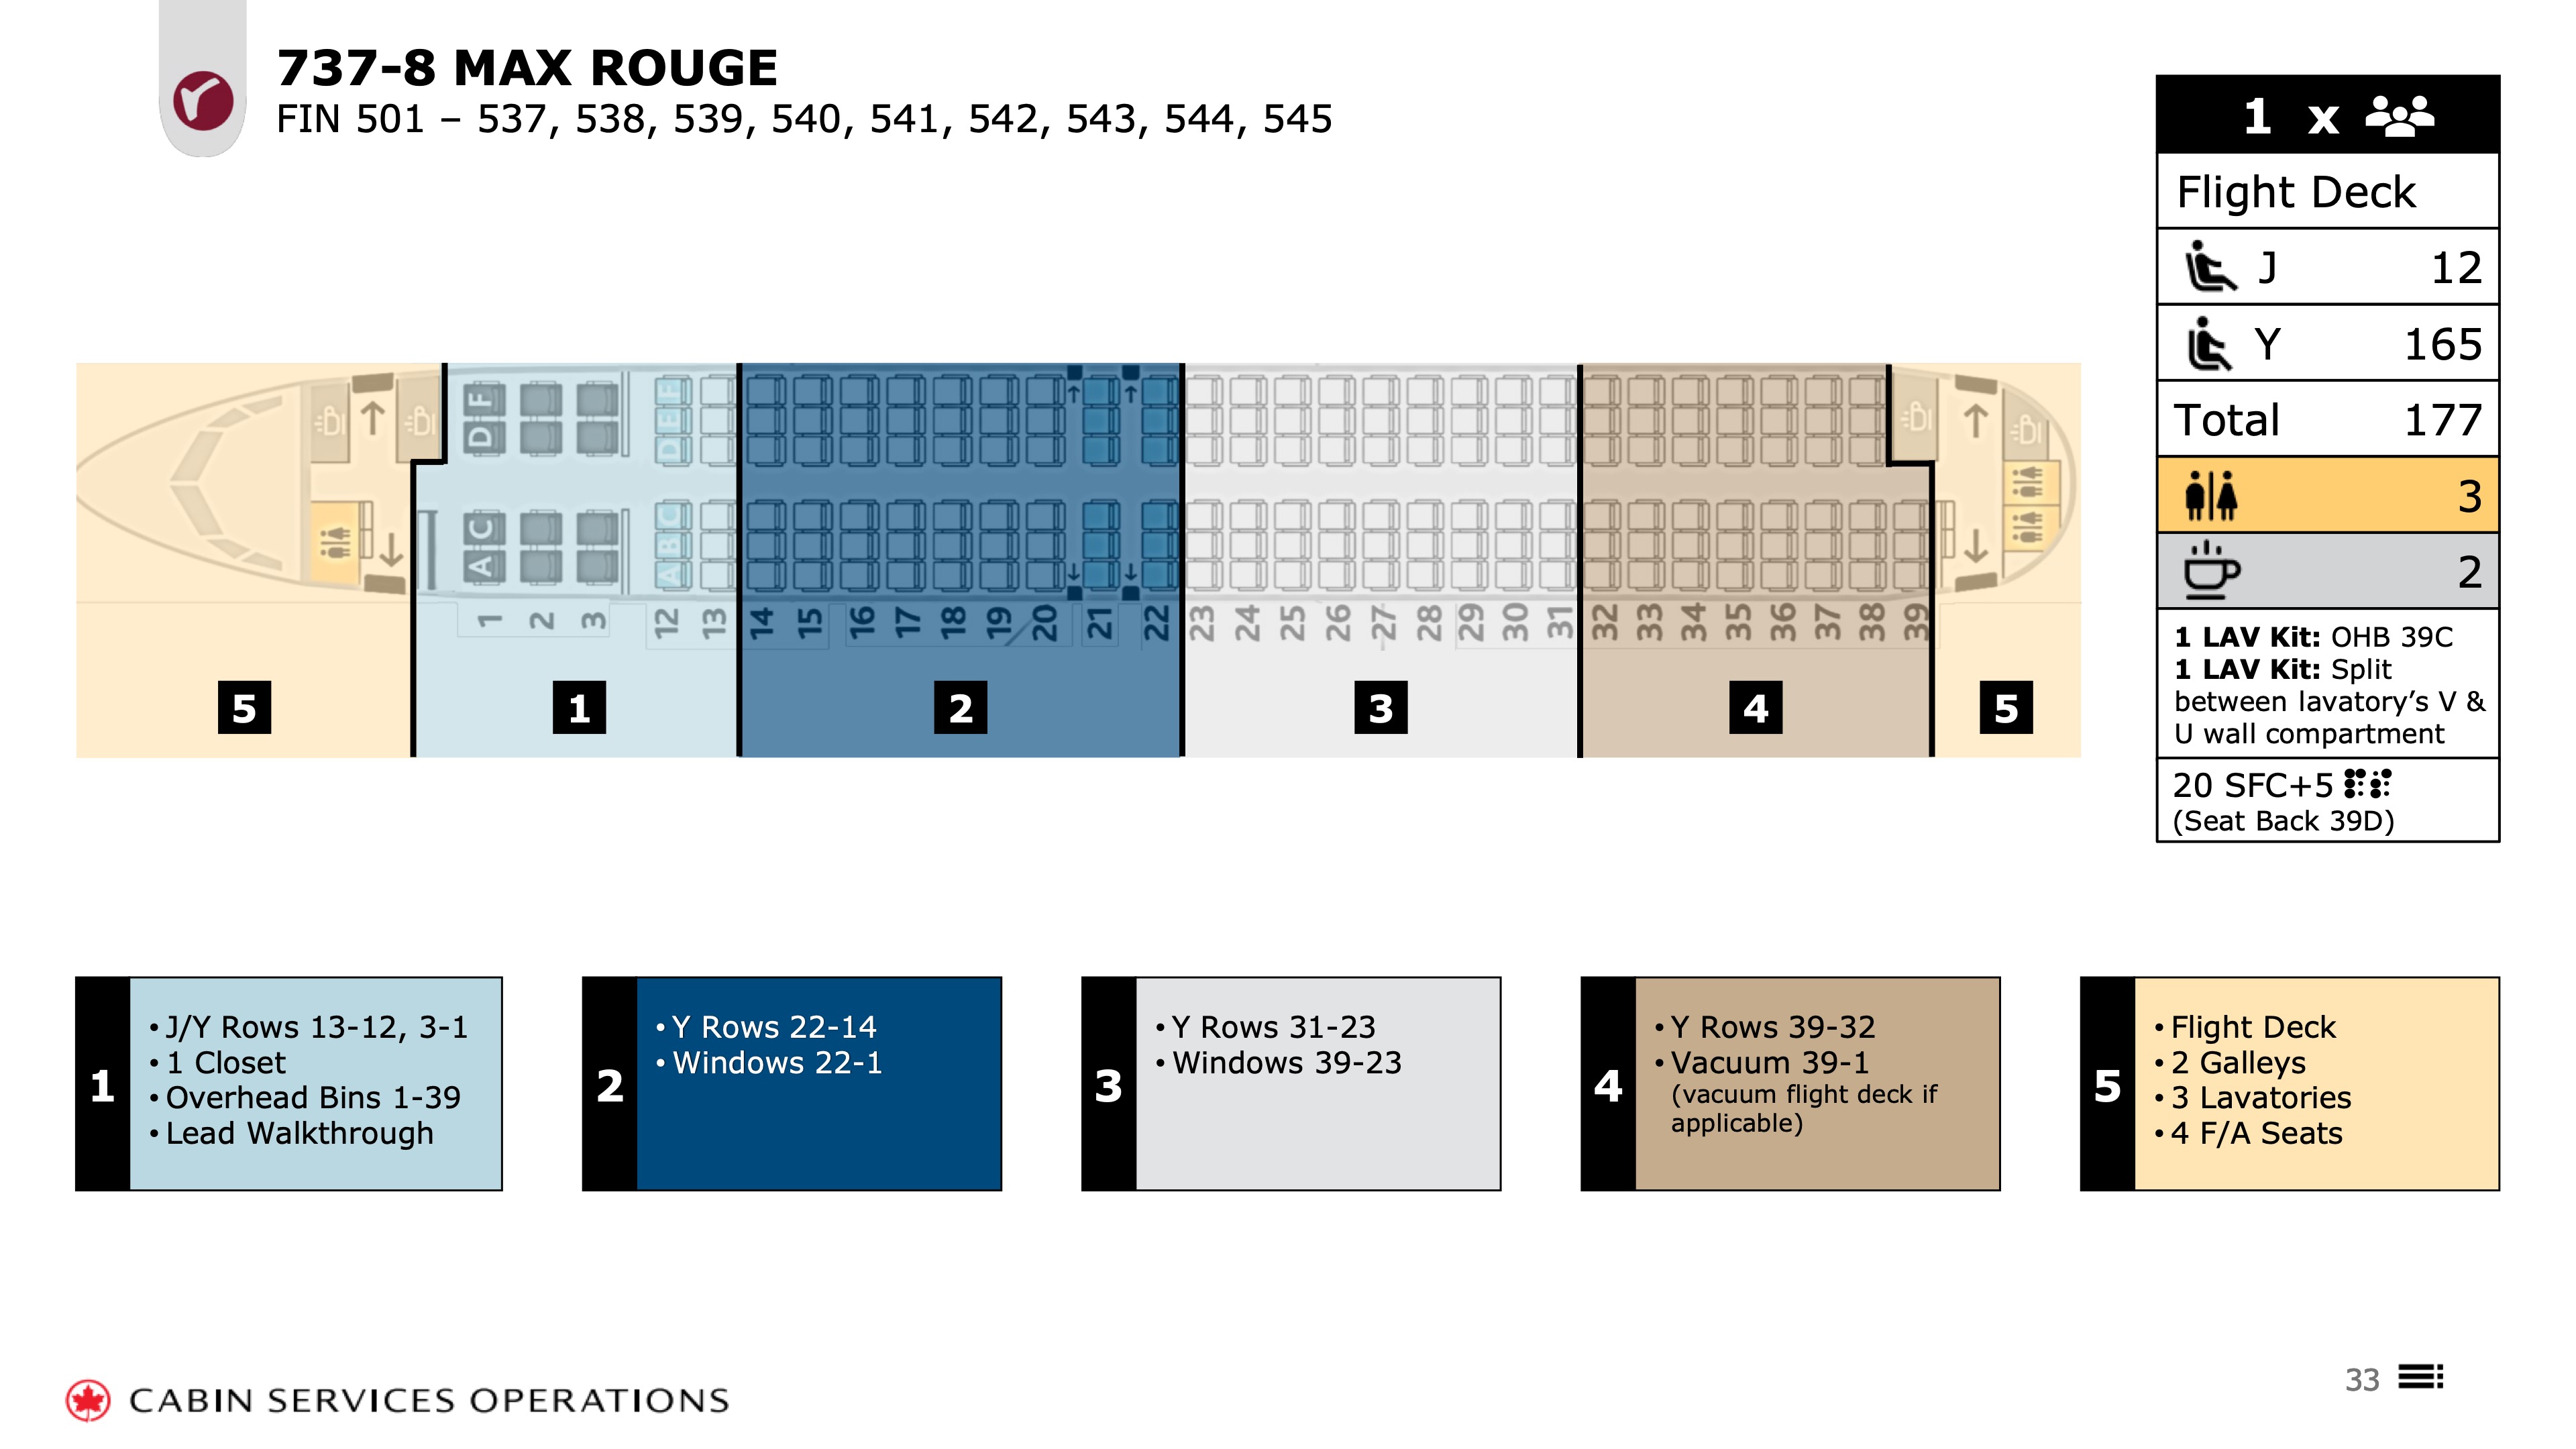 737-8 MAX ROUGE
FIN 501 – 537, 538, 539, 540, 541, 542, 543, 544, 545
1 x
Flight Deck
J 12
Y 165
Total 177
3
2
1 LAV Kit: OHB 39C
1 LAV Kit: Split
between lavatory's V &
U wall compartment
20 SFC+5
(Seat Back 39D)
D F
D E F
A C
A B C
1 2 3 12 13 14 15 16 17 18 19 20 21 22 23 24 25 26 27 28 29 30 31 32 33 34 35 36 37 38 39
5 1 2 3 4 5
1
• J/Y Rows 13-12, 3-1
• 1 Closet
• Overhead Bins 1-39
• Lead Walkthrough
2
• Y Rows 22-14
• Windows 22-1
3
• Y Rows 31-23
• Windows 39-23
4
• Y Rows 39-32
• Vacuum 39-1
(vacuum flight deck if
applicable)
5
• Flight Deck
• 2 Galleys
• 3 Lavatories
• 4 F/A Seats
CABIN SERVICES OPERATIONS
33